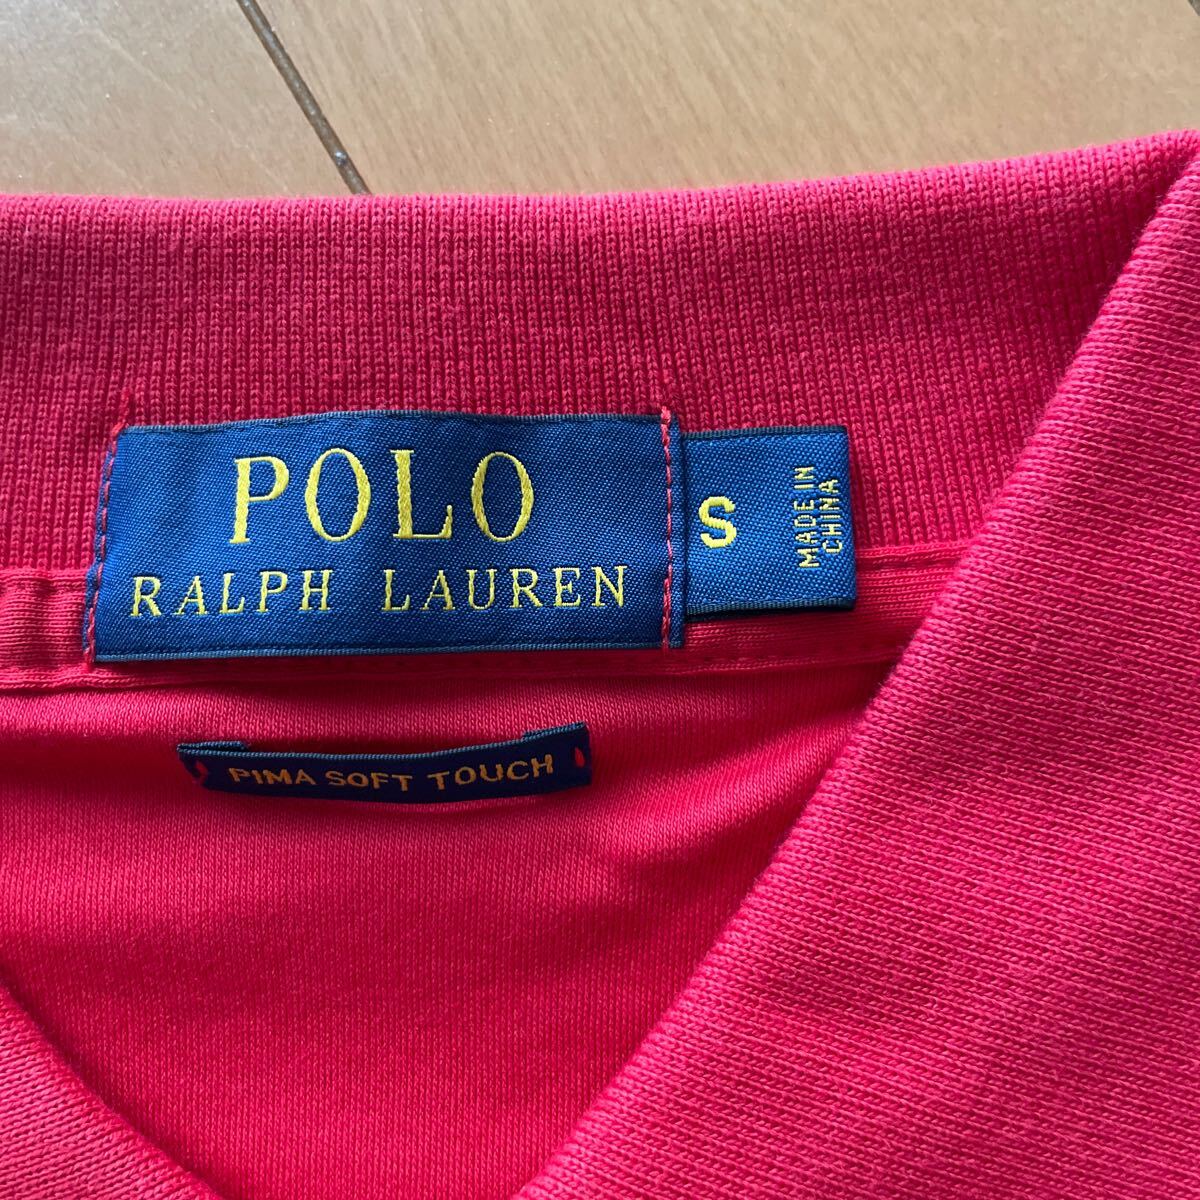 POLO
RALPH LAUREN
S
MADE IN
CHINA
PIMA SOFT TOUCH